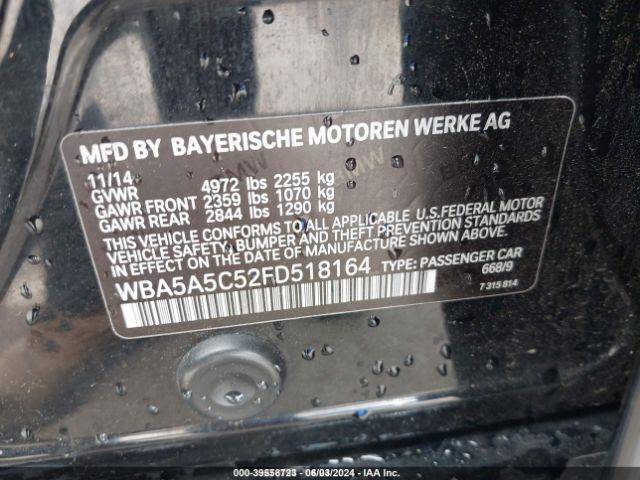 MFD BY BAYERISCHE MOTOREN WERKE AG
11/14
GVWR 4972 lbs 2255 kg
GAWR FRONT 2359 lbs 1070 kg
GAWR REAR 2844 lbs 1290 kg
THIS VEHICLE CONFORMS TO ALL APPLICABLE U.S.FEDERAL MOTOR
VEHICLE SAFETY, BUMPER AND THEFT PREVENTION STANDARDS
IN EFFECT ON THE DATE OF MANUFACTURE SHOWN ABOVE.
WBA5A5C52FD518164 TYPE: PASSENGER CAR
668/9
7 315 814
000-39558723 - 06/03/2024 - IAA Inc.